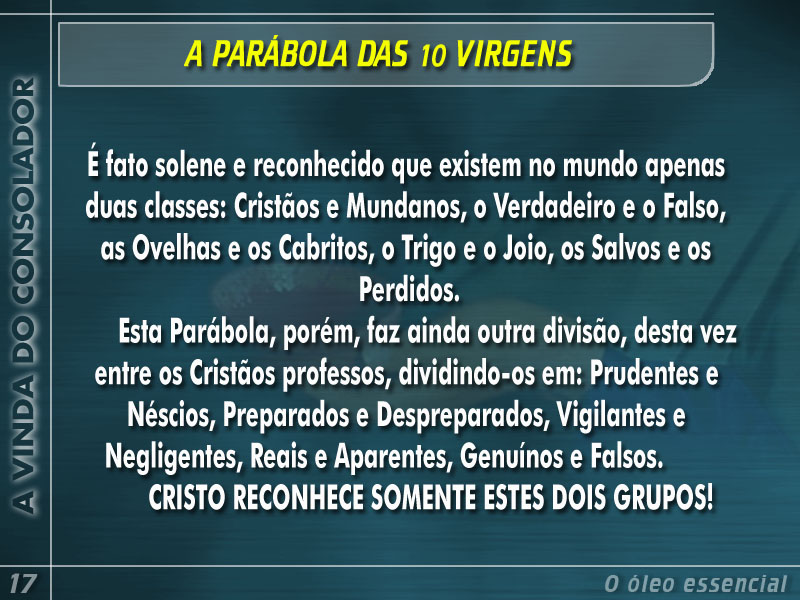 A PARÁBOLA DAS 10 VIRGENS
A VINDA DO CONSOLADOR
É fato solene e reconhecido que existem no mundo apenas
duas classes: Cristãos e Mundanos, o Verdadeiro e o Falso,
as Ovelhas e os Cabritos, o Trigo e o Joio, os Salvos e os
Perdidos.
Esta Parábola, porém, faz ainda outra divisão, desta vez
entre os Cristãos professos, dividindo-os em: Prudentes e
Néscios, Preparados e Despreparados, Vigilantes e
Negligentes, Reais e Aparentes, Genuínos e Falsos.
CRISTO RECONHECE SOMENTE ESTES DOIS GRUPOS!
17
O óleo essencial